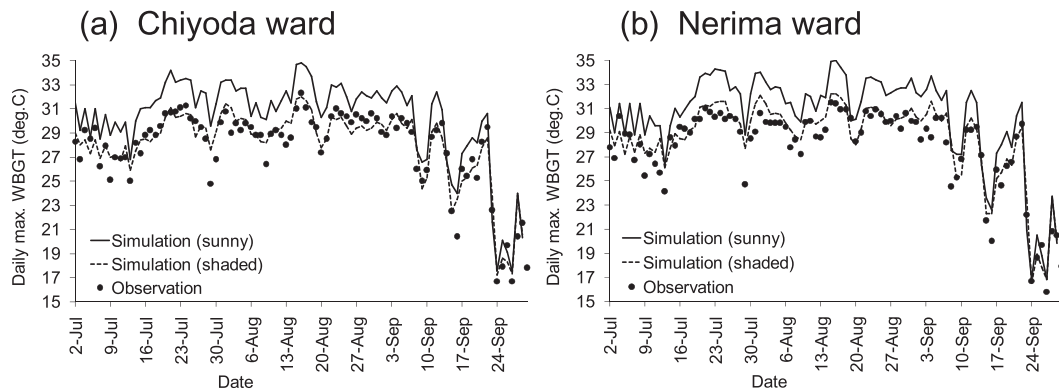 (a) Chiyoda ward
Daily max. WBGT (deg.C)
35
33
31
29
27
25
23
21
19
17
15
Simulation (sunny)
Simulation (shaded)
Observation
2-Jul
9-Jul
16-Jul
23-Jul
30-Jul
6-Aug
13-Aug
20-Aug
27-Aug
3-Sep
10-Sep
17-Sep
24-Sep
Date
(b) Nerima ward
Daily max. WBGT (deg.C)
35
33
31
29
27
25
23
21
19
17
15
Simulation (sunny)
Simulation (shaded)
Observation
2-Jul
9-Jul
16-Jul
23-Jul
30-Jul
6-Aug
13-Aug
20-Aug
27-Aug
3-Sep
10-Sep
17-Sep
24-Sep
Date